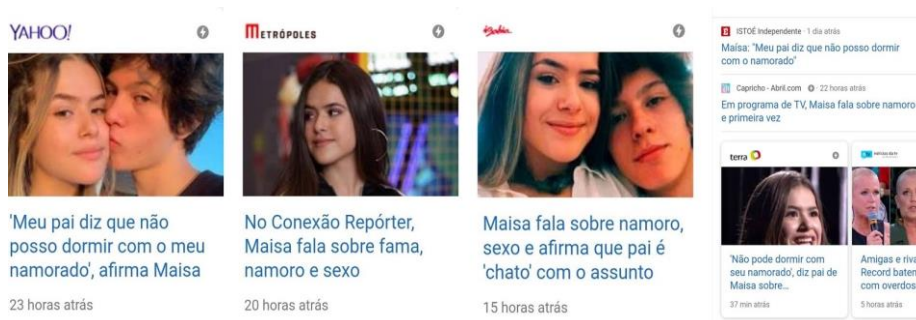 YAHOO!
'Meu pai diz que não
posso dormir com o meu
namorado', afirma Maisa
23 horas atrás
METRÓPOLES
No Conexão Repórter,
Maisa fala sobre fama,
namoro e sexo
20 horas atrás
Maisa fala sobre namoro,
sexo e afirma que pai é
'chato' com o assunto
15 horas atrás
ISTOÉ Independente · 1 dia atrás
Maísa: "Meu pai diz que não posso dormir
com o namorado"
Capricho - Abril.com · 22 horas atrás
Em programa de TV, Maisa fala sobre namoro
e primeira vez
terra
'Não pode dormir com
seu namorado', diz pai de
Maisa sobre...
37 min atrás
Amigas e riva
Record baten
com overdos
5 horas atrás